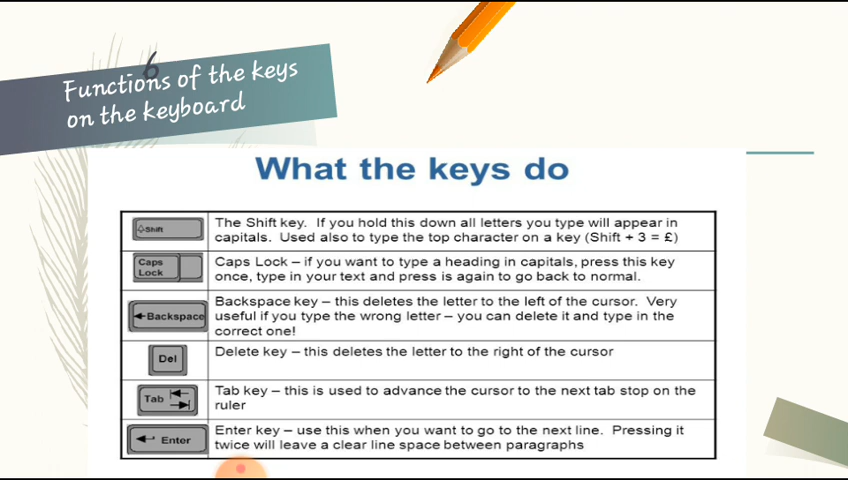 6
Functions of the keys
on the keyboard
What the keys do
Shift
The Shift key. If you hold this down all letters you type will appear in
capitals. Used also to type the top character on a key (Shift + 3 = £)
Caps
Lock
Caps Lock – if you want to type a heading in capitals, press this key
once, type in your text and press is again to go back to normal.
Backspace
Backspace key – this deletes the letter to the left of the cursor. Very
useful if you type the wrong letter – you can delete it and type in the
correct one!
Del
Delete key – this deletes the letter to the right of the cursor
Tab
Tab key – this is used to advance the cursor to the next tab stop on the
ruler
Enter
Enter key – use this when you want to go to the next line. Pressing it
twice will leave a clear line space between paragraphs